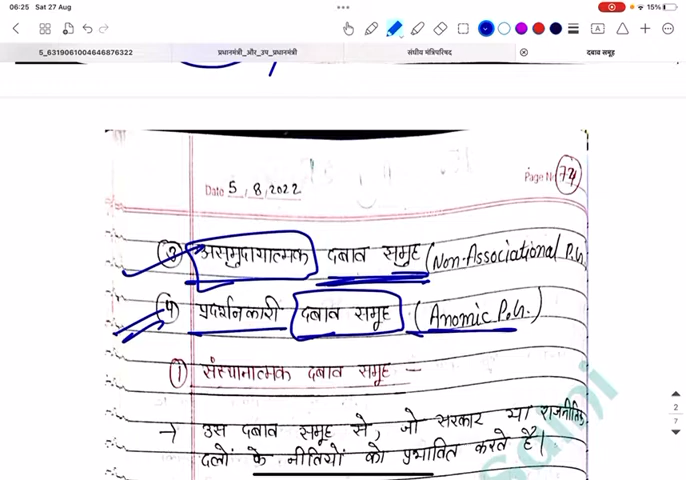 06:25 Sat 27 Aug
15%
5_6319061004646876322
प्रधानमंत्री_और_उप_प्रधानमंत्री
संघीय मंत्रिपरिषद
दबाव समूह
Page No 74
Date 5, 8, 2022
③ असमुदायात्मक दबाव समूह (Non-Associational P.G.
④ प्रदर्शनकारी दबाव समूह (Anomic P.G.)
① संस्थानात्मक दबाव समूह -
→ उस दबाव समूह से, जो सरकार या राजनीतिक
दलों के नीतियों को प्रभावित करते है।
2
7